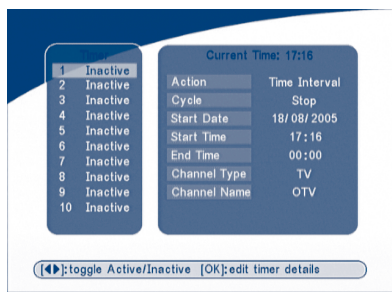 Timer
1 Inactive
2 Inactive
3 Inactive
4 Inactive
5 Inactive
6 Inactive
7 Inactive
8 Inactive
9 Inactive
10 Inactive
Current Time: 17:16
Action Time Interval
Cycle Stop
Start Date 18/08/2005
Start Time 17:16
End Time 00:00
Channel Type TV
Channel Name OTV
[◀▶]:toggle Active/Inactive [OK]:edit timer details